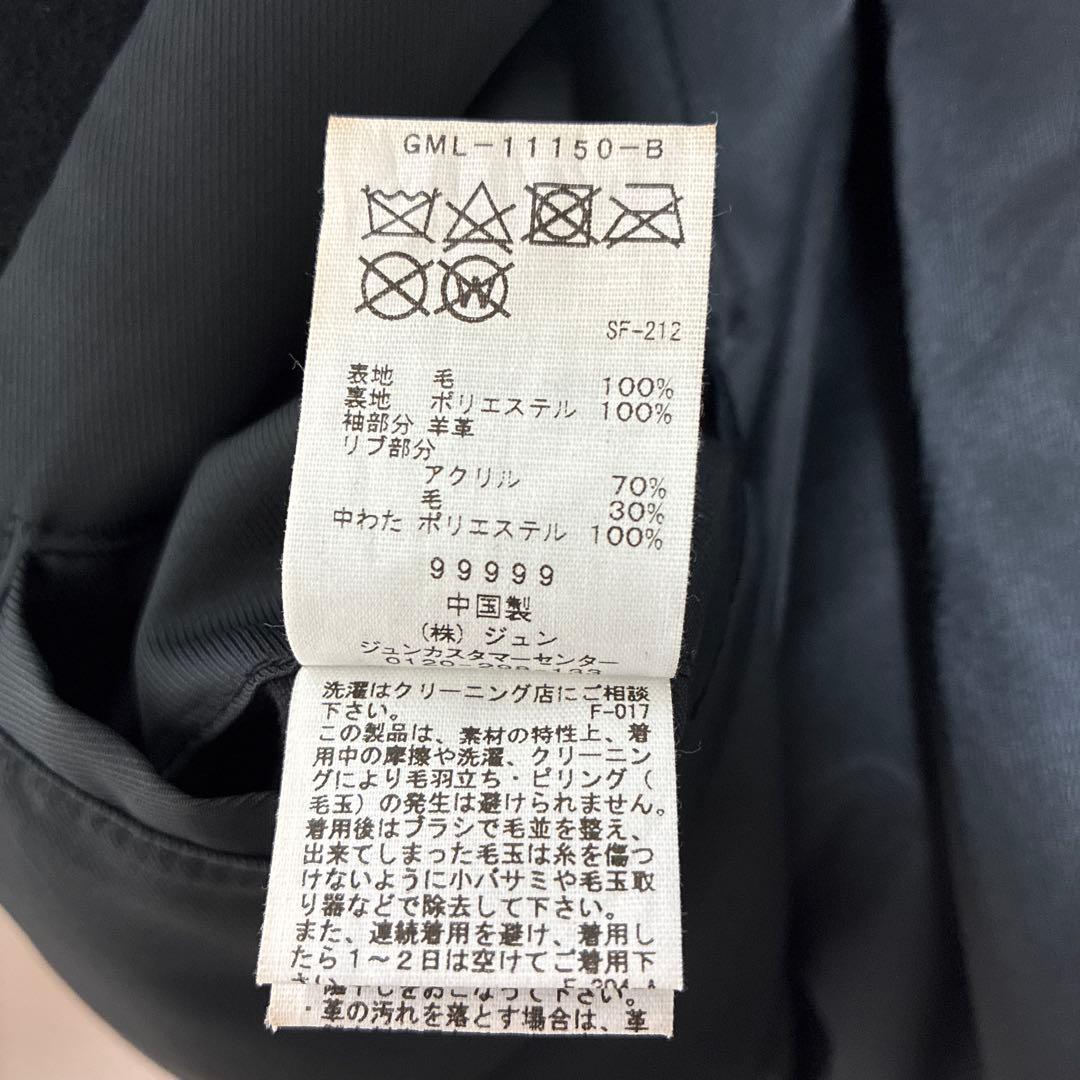 GML-11150-B
W
SF-212
表地 毛 100%
裏地 ポリエステル 100%
袖部分 羊革
リブ部分
アクリル 70%
毛 30%
中わた ポリエステル 100%
99999
中国製
(株) ジュン
ジュンカスタマーセンター
洗濯はクリーニング店にご相談
下さい。 F-017
この製品は、素材の特性上、着
用中の摩擦や洗濯、クリーニン
グにより毛羽立ち・ピリング(
毛玉)の発生は避けられません。
着用後はブラシで毛並を整え、
出来てしまった毛玉は糸を傷つ
けないように小バサミや毛玉取
り器などで除去して下さい。
また、連続着用を避け、着用し
たら1～2日は空けてご着用下
・革の汚れを落とす場合は、革